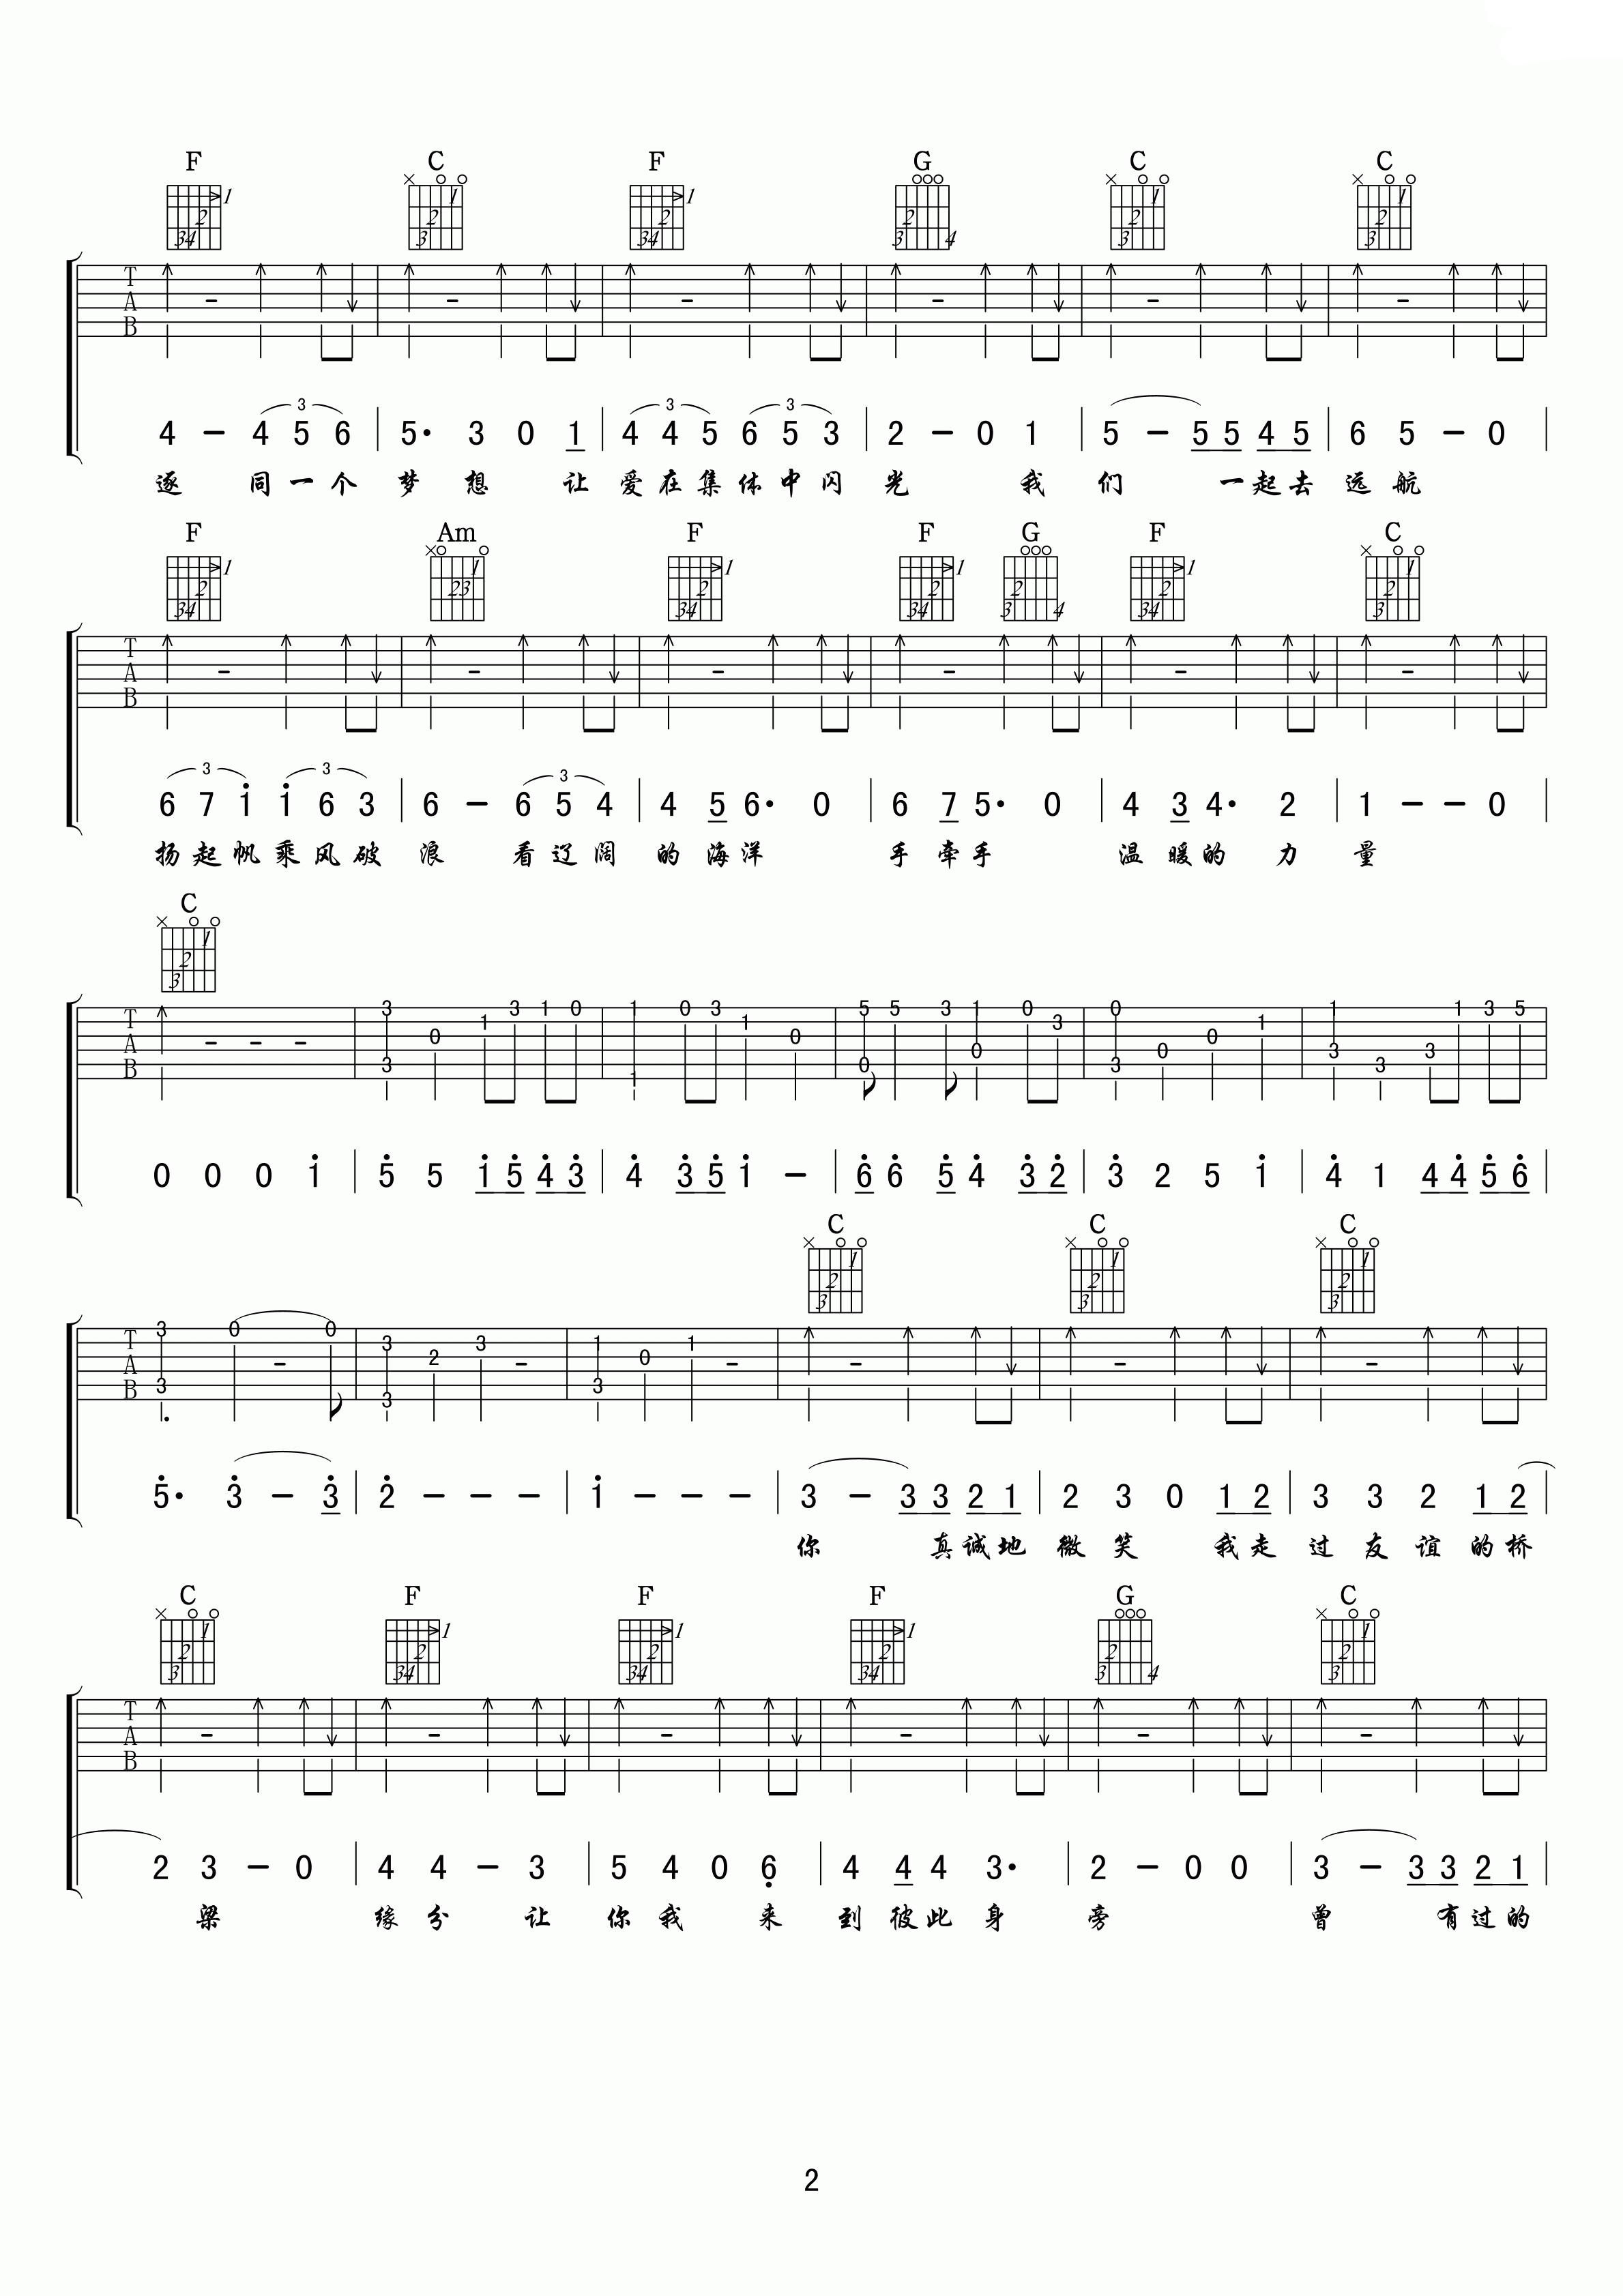 F C F G C C
T A B
4 - 4 5 6 | 5· 3 0 1 | 4 4 5 6 5 3 | 2 - 0 1 | 5 - 5 5 4 5 | 6 5 - 0 |
逐 同一个 梦想 让 爱在集体中闪 光 我 们 一起去 远航
F Am F F G F C
T A B
6 7 1 1 6 3 | 6 - 6 5 4 | 4 5 6· 0 | 6 7 5· 0 | 4 3 4· 2 | 1 - - 0 |
扬起帆乘风破 浪 看辽阔 的海洋 手牵手 温暖的力 量
C
T A B
0 0 0 1 | 5 5 1 5 4 3 | 4 3 5 1 - | 6 6 5 4 3 2 | 3 2 5 1 | 4 1 4 4 5 6 |
C C C
T A B
5· 3 - 3 | 2 - - - | 1 - - - | 3 - 3 3 2 1 | 2 3 0 1 2 | 3 3 2 1 2 |
你 真诚地 微笑 我走 过友谊的桥
C F F F G C
T A B
2 3 - 0 | 4 4 - 3 | 5 4 0 6 | 4 4 4 3· | 2 - 0 0 | 3 - 3 3 2 1 |
梁 缘分 让 你我 来 到彼此身 旁 曾 有过的
2